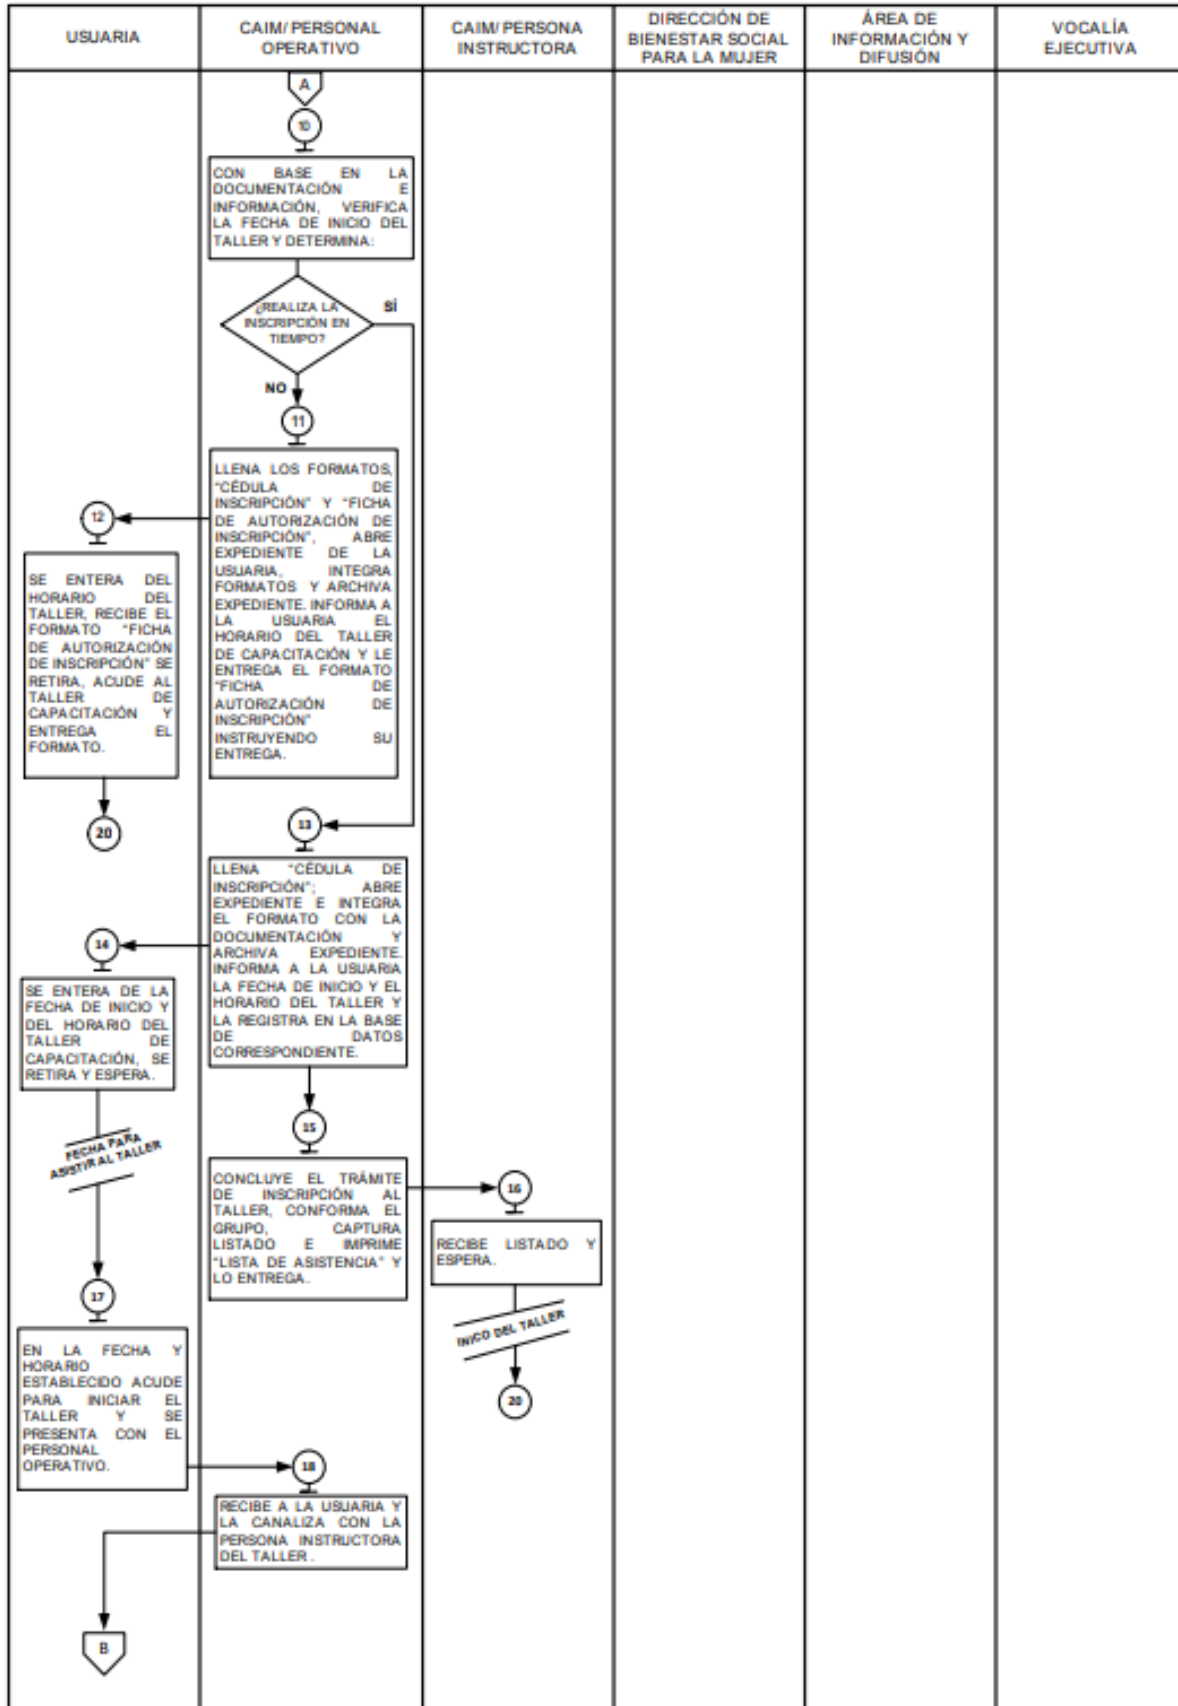 USUARIA
CAIM/ PERSONAL
OPERATIVO
CAIM/ PERSONA
INSTRUCTORA
DIRECCIÓN DE
BIENESTAR SOCIAL
PARA LA MUJER
ÁREA DE
INFORMACIÓN Y
DIFUSIÓN
VOCALÍA
EJECUTIVA
A
10
CON BASE EN LA
DOCUMENTACIÓN E
INFORMACIÓN, VERIFICA
LA FECHA DE INICIO DEL
TALLER Y DETERMINA:
¿REALIZA LA
INSCRIPCIÓN EN
TIEMPO?
SÍ
NO
11
LLENA LOS FORMATOS,
“CÉDULA DE
INSCRIPCIÓN” Y “FICHA
DE AUTORIZACIÓN DE
INSCRIPCIÓN”, ABRE
EXPEDIENTE DE LA
USUARIA, INTEGRA
FORMATOS Y ARCHIVA
EXPEDIENTE. INFORMA A
LA USUARIA EL
HORARIO DEL TALLER
DE CAPACITACIÓN Y LE
ENTREGA EL FORMATO
“FICHA DE
AUTORIZACIÓN DE
INSCRIPCIÓN”
INSTRUYENDO SU
ENTREGA.
12
SE ENTERA DEL
HORARIO DEL
TALLER, RECIBE EL
FORMATO “FICHA
DE AUTORIZACIÓN
DE INSCRIPCIÓN” SE
RETIRA, ACUDE AL
TALLER DE
CAPACITACIÓN Y
ENTREGA EL
FORMATO.
20
13
LLENA “CÉDULA DE
INSCRIPCIÓN”; ABRE
EXPEDIENTE E INTEGRA
EL FORMATO CON LA
DOCUMENTACIÓN Y
ARCHIVA EXPEDIENTE.
INFORMA A LA USUARIA
LA FECHA DE INICIO Y EL
HORARIO DEL TALLER Y
LA REGISTRA EN LA BASE
DE DATOS
CORRESPONDIENTE.
14
SE ENTERA DE LA
FECHA DE INICIO Y
DEL HORARIO DEL
TALLER DE
CAPACITACIÓN, SE
RETIRA Y ESPERA.
FECHA PARA
ASISTIR AL TALLER
15
CONCLUYE EL TRÁMITE
DE INSCRIPCIÓN AL
TALLER, CONFORMA EL
GRUPO, CAPTURA
LISTADO E IMPRIME
“LISTA DE ASISTENCIA” Y
LO ENTREGA.
16
RECIBE LISTADO Y
ESPERA.
INICO DEL TALLER
20
17
EN LA FECHA Y
HORARIO
ESTABLECIDO ACUDE
PARA INICIAR EL
TALLER Y SE
PRESENTA CON EL
PERSONAL
OPERATIVO.
18
RECIBE A LA USUARIA Y
LA CANALIZA CON LA
PERSONA INSTRUCTORA
DEL TALLER .
B